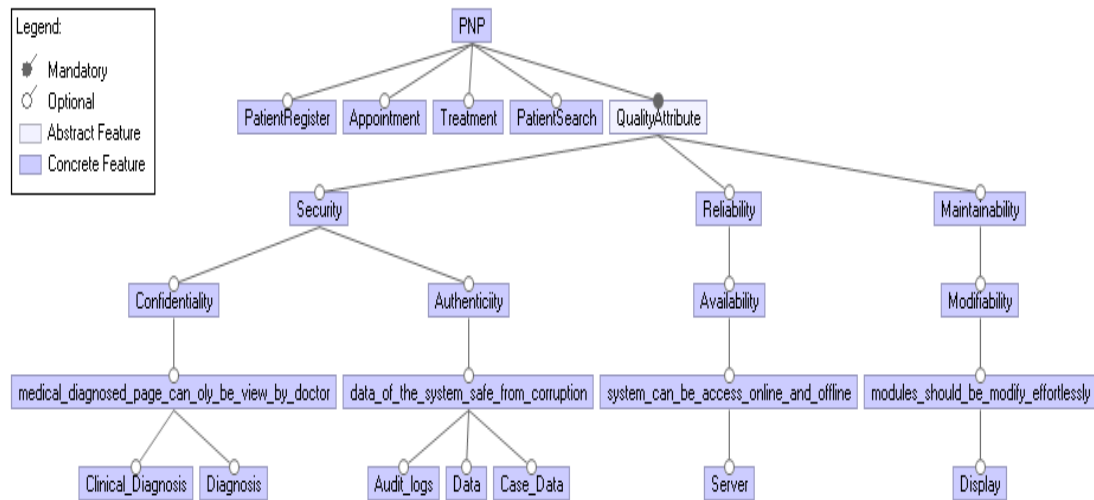 Legend:
Mandatory
Optional
Abstract Feature
Concrete Feature
PNP
PatientRegister
Appointment
Treatment
PatientSearch
QualityAttribute
Security
Reliability
Maintainability
Confidentiality
Authenticiity
Availability
Modifiability
medical_diagnosed_page_can_oly_be_view_by_doctor
data_of_the_system_safe_from_corruption
system_can_be_access_online_and_offline
modules_should_be_modify_effortlessly
Clinical_Diagnosis
Diagnosis
Audit_logs
Data
Case_Data
Server
Display